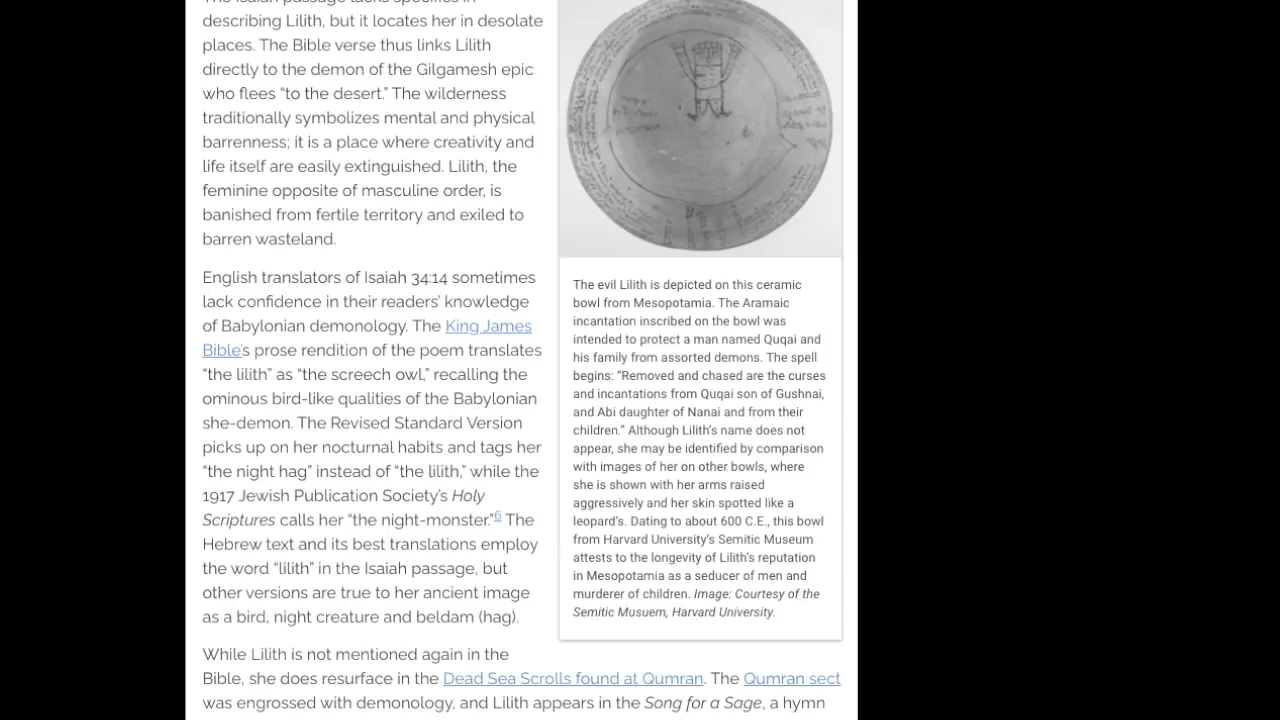 describing Lilith, but it locates her in desolate
places. The Bible verse thus links Lilith
directly to the demon of the Gilgamesh epic
who flees “to the desert.” The wilderness
traditionally symbolizes mental and physical
barrenness; it is a place where creativity and
life itself are easily extinguished. Lilith, the
feminine opposite of masculine order, is
banished from fertile territory and exiled to
barren wasteland.
English translators of Isaiah 34:14 sometimes
lack confidence in their readers’ knowledge
of Babylonian demonology. The King James
Bible’s prose rendition of the poem translates
“the lilith” as “the screech owl,” recalling the
ominous bird-like qualities of the Babylonian
she-demon. The Revised Standard Version
picks up on her nocturnal habits and tags her
“the night hag” instead of “the lilith,” while the
1917 Jewish Publication Society’s Holy
Scriptures calls her “the night-monster.”6 The
Hebrew text and its best translations employ
the word “lilith” in the Isaiah passage, but
other versions are true to her ancient image
as a bird, night creature and beldam (hag).
The evil Lilith is depicted on this ceramic
bowl from Mesopotamia. The Aramaic
incantation inscribed on the bowl was
intended to protect a man named Quqai and
his family from assorted demons. The spell
begins: “Removed and chased are the curses
and incantations from Quqai son of Gushnai,
and Abi daughter of Nanai and from their
children.” Although Lilith’s name does not
appear, she may be identified by comparison
with images of her on other bowls, where
she is shown with her arms raised
aggressively and her skin spotted like a
leopard’s. Dating to about 600 C.E., this bowl
from Harvard University’s Semitic Museum
attests to the longevity of Lilith’s reputation
in Mesopotamia as a seducer of men and
murderer of children. Image: Courtesy of the
Semitic Musuem, Harvard University.
While Lilith is not mentioned again in the
Bible, she does resurface in the Dead Sea Scrolls found at Qumran. The Qumran sect
was engrossed with demonology, and Lilith appears in the Song for a Sage, a hymn